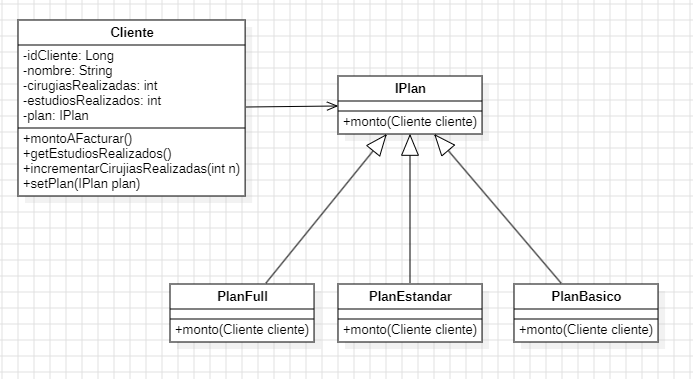 Cliente
-idCliente: Long
-nombre: String
-cirugiasRealizadas: int
-estudiosRealizados: int
-plan: IPlan
+montoAFacturar()
+getEstudiosRealizados()
+incrementarCirujiasRealizadas(int n)
+setPlan(IPlan plan)
IPlan
+monto(Cliente cliente)
PlanFull
+monto(Cliente cliente)
PlanEstandar
+monto(Cliente cliente)
PlanBasico
+monto(Cliente cliente)